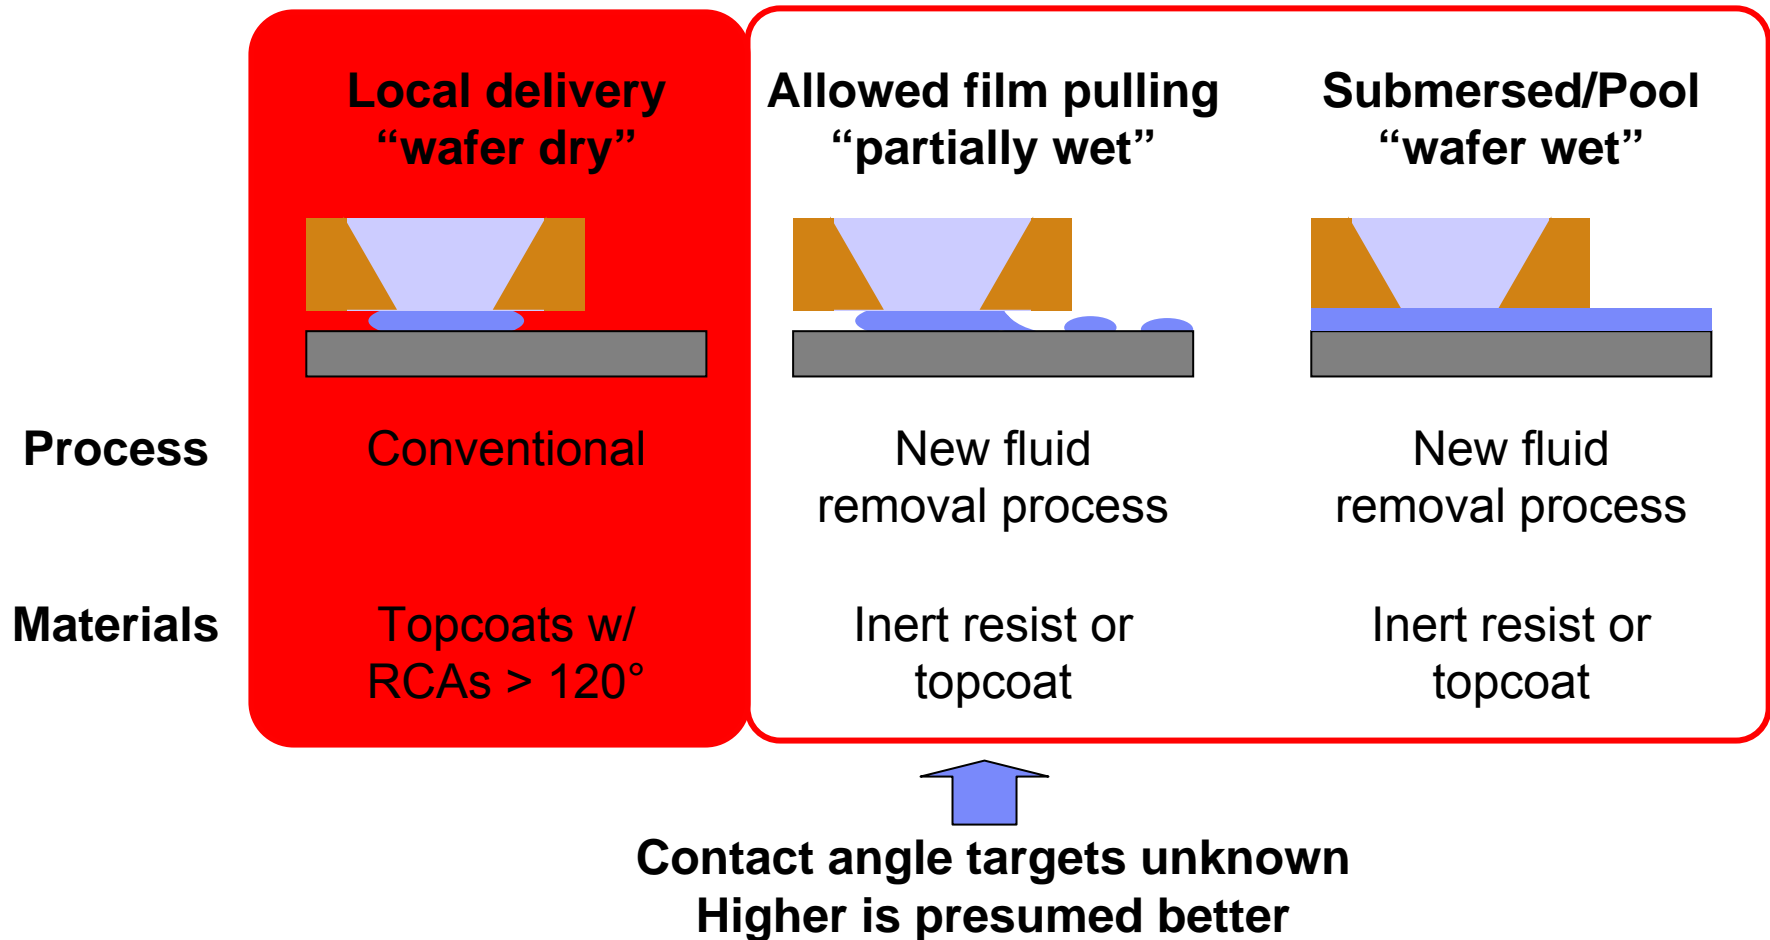 Local delivery
“wafer dry”
Allowed film pulling
“partially wet”
Submersed/Pool
“wafer wet”
Process
Conventional
New fluid
removal process
New fluid
removal process
Materials
Topcoats w/
RCAs > 120°
Inert resist or
topcoat
Inert resist or
topcoat
Contact angle targets unknown
Higher is presumed better